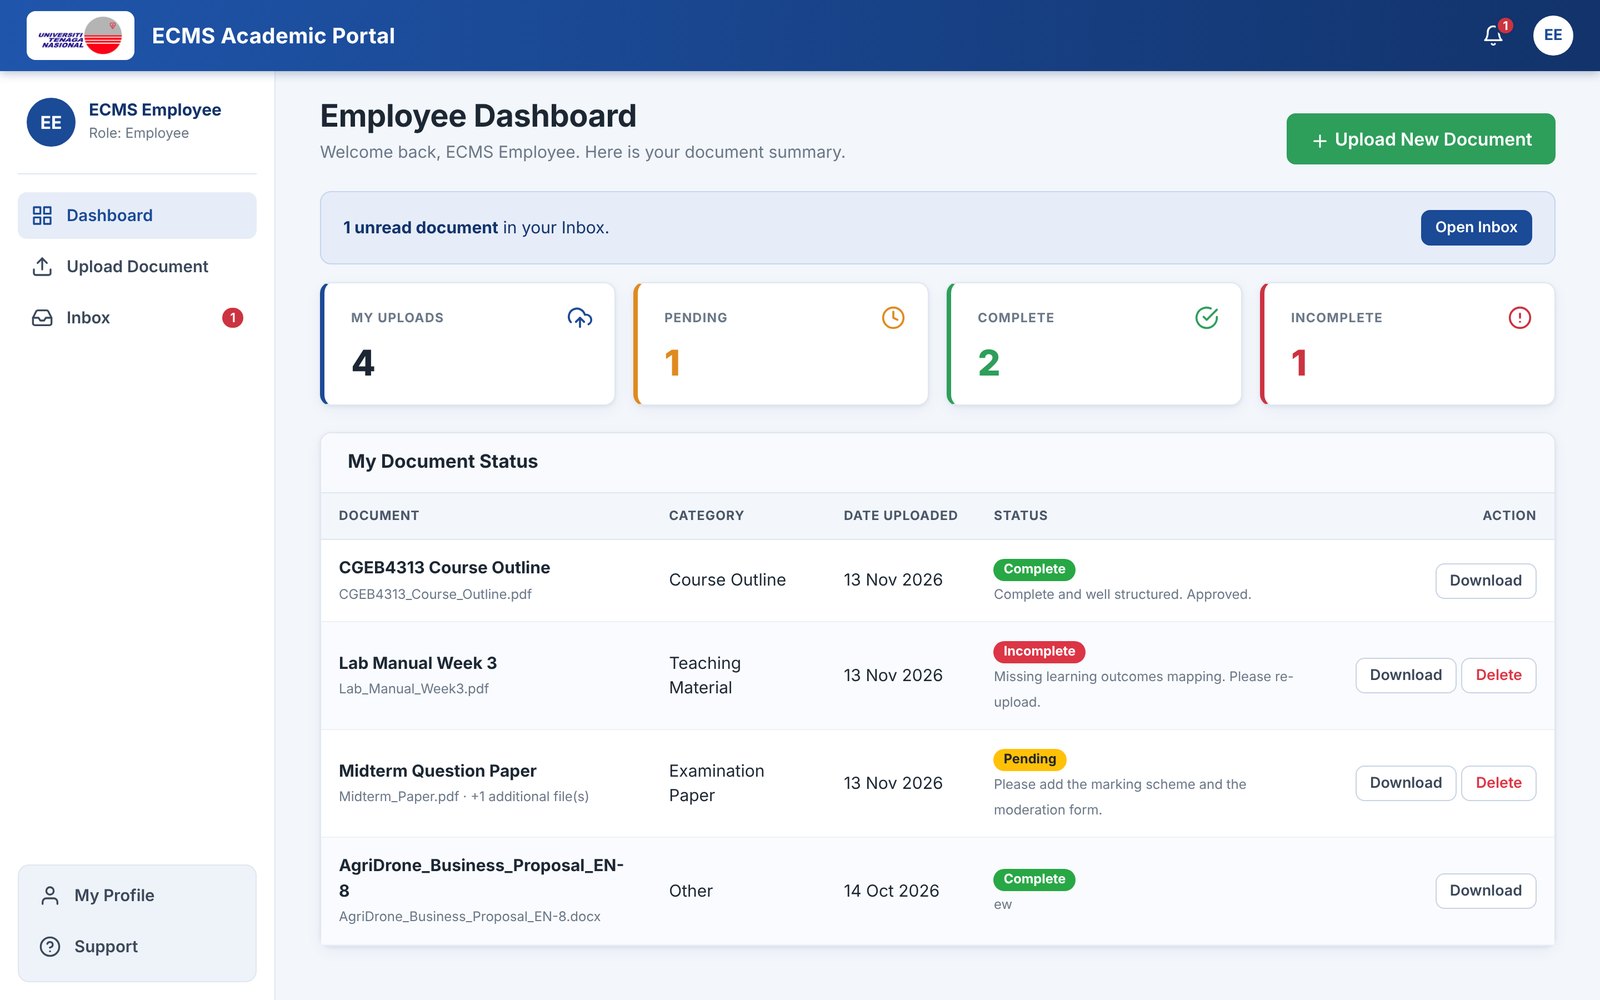 UNIVERSITI
TENAGA
NASIONAL
ECMS Academic Portal
1
EE
EE
ECMS Employee
Role: Employee
Dashboard
Upload Document
Inbox
1
My Profile
Support
Employee Dashboard
Welcome back, ECMS Employee. Here is your document summary.
+ Upload New Document
1 unread document in your Inbox.
Open Inbox
MY UPLOADS
4
PENDING
1
COMPLETE
2
INCOMPLETE
1
My Document Status
DOCUMENT CATEGORY DATE UPLOADED STATUS ACTION
CGEB4313 Course Outline
CGEB4313_Course_Outline.pdf
Course Outline
13 Nov 2026
Complete
Complete and well structured. Approved.
Download
Lab Manual Week 3
Lab_Manual_Week3.pdf
Teaching
Material
13 Nov 2026
Incomplete
Missing learning outcomes mapping. Please re-
upload.
Download Delete
Midterm Question Paper
Midterm_Paper.pdf · +1 additional file(s)
Examination
Paper
13 Nov 2026
Pending
Please add the marking scheme and the
moderation form.
Download Delete
AgriDrone_Business_Proposal_EN-
8
AgriDrone_Business_Proposal_EN-8.docx
Other
14 Oct 2026
Complete
ew
Download